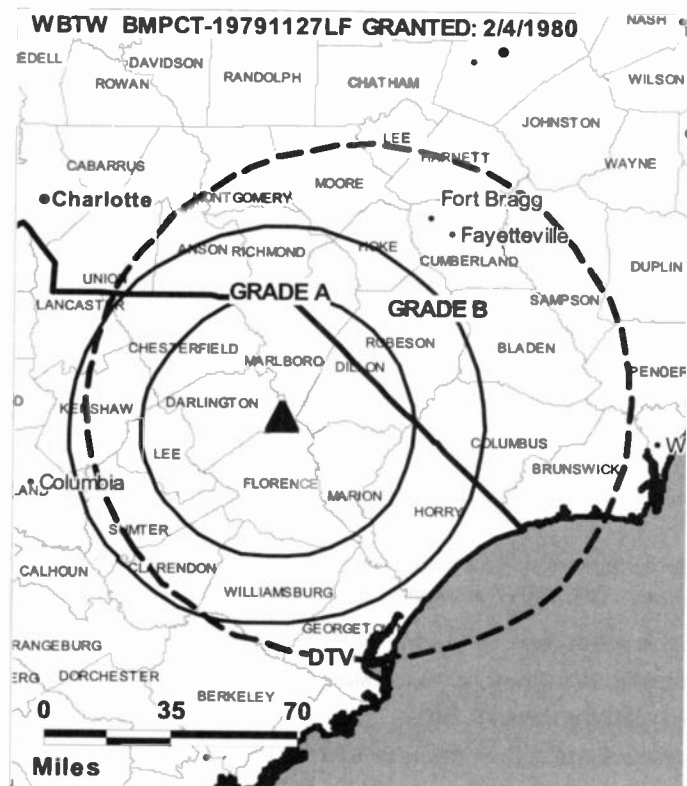 WBTW BMPCT-19791127LF GRANTED: 2/4/1980
NASH
DAVIDSON
ROWAN
RANDOLPH
CHATHAM
WILSON
JOHNSTON
LEE
HARNETT
WAYNE
CABARRUS
MOORE
Charlotte
MONTGOMERY
Fort Bragg
Fayetteville
ANSON
RICHMOND
HOKE
CUMBERLAND
DUPLIN
UNION
LANCASTER
GRADE A
GRADE B
SAMPSON
CHESTERFIELD
MARLBORO
ROBESON
DILLON
BLADEN
PENDER
KERSHAW
DARLINGTON
LEE
COLUMBUS
W
BRUNSWICK
Columbia
FLORENCE
MARION
HORRY
SUMTER
CALHOUN
CLARENDON
WILLIAMSBURG
GEORGETO
RANGEBURG
DTV
ERG
DORCHESTER
BERKELEY
0 35 70
Miles